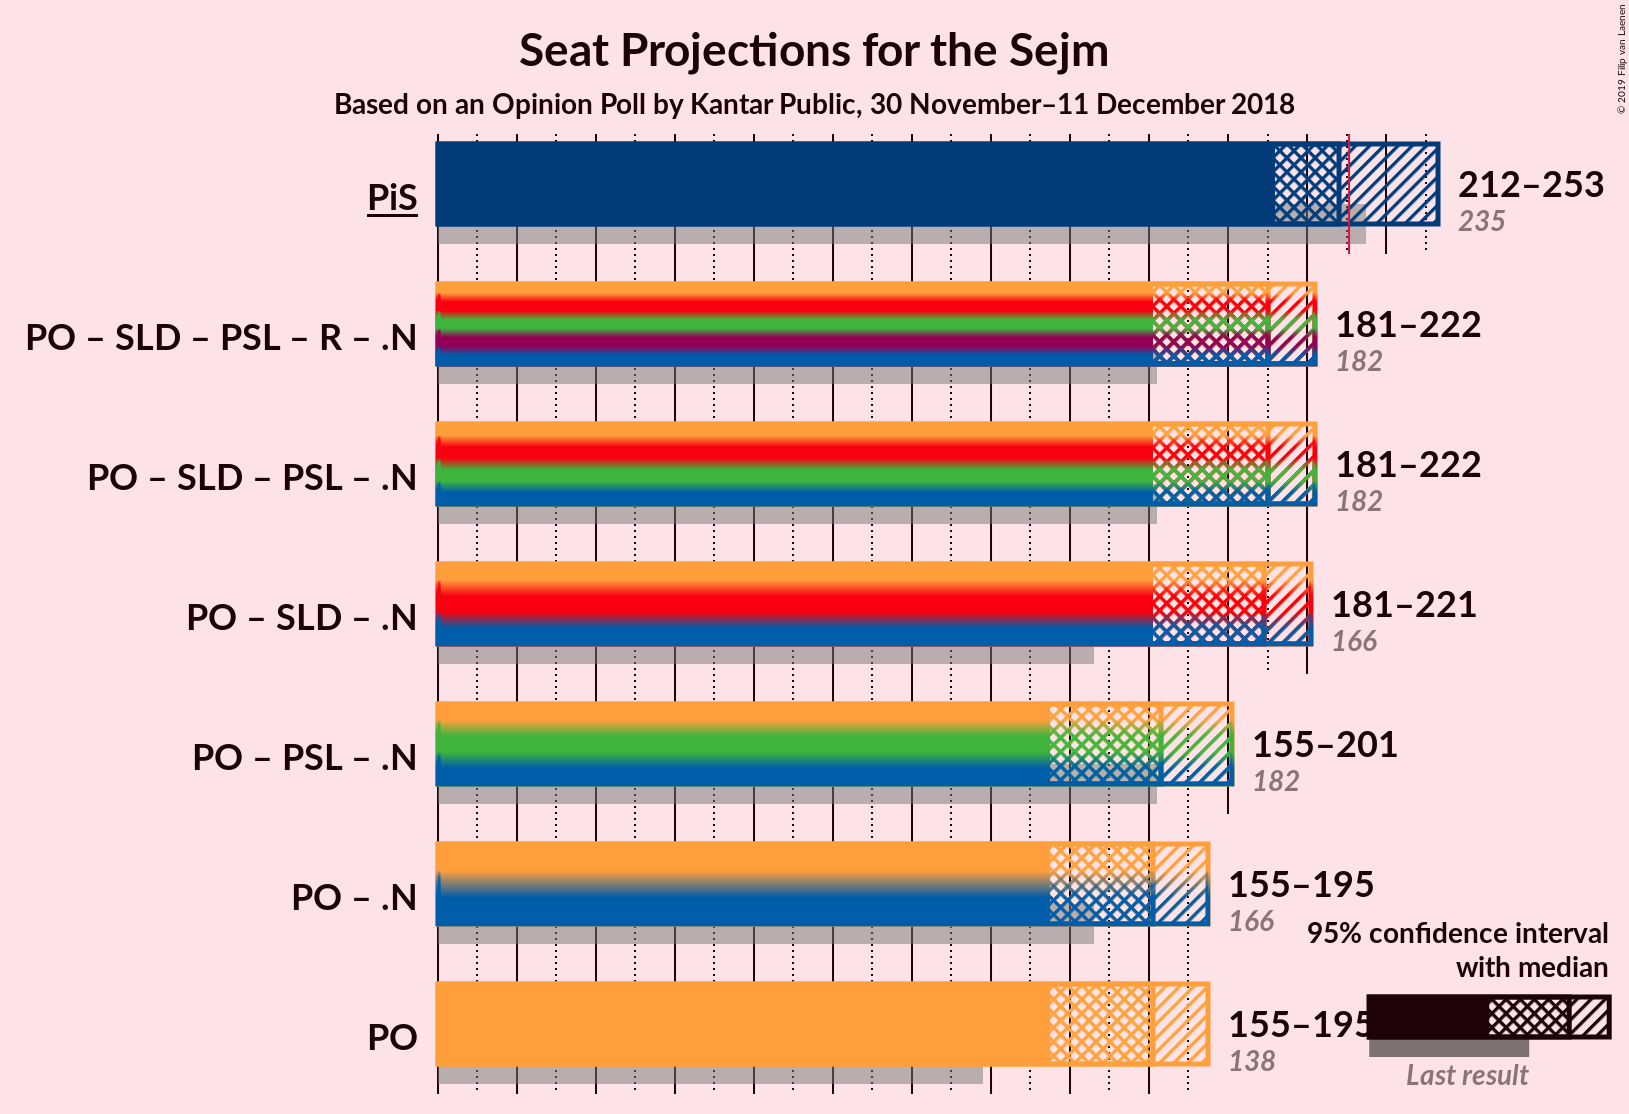 Seat Projections for the Sejm
Based on an Opinion Poll by Kantar Public, 30 November–11 December 2018
© 2019 Filip van Laenen
PiS
212–253
235
PO – SLD – PSL – R – .N
181–222
182
PO – SLD – PSL – .N
181–222
182
PO – SLD – .N
181–221
166
PO – PSL – .N
155–201
182
PO – .N
155–195
166
PO
155–195
138
95% confidence interval
with median
Last result